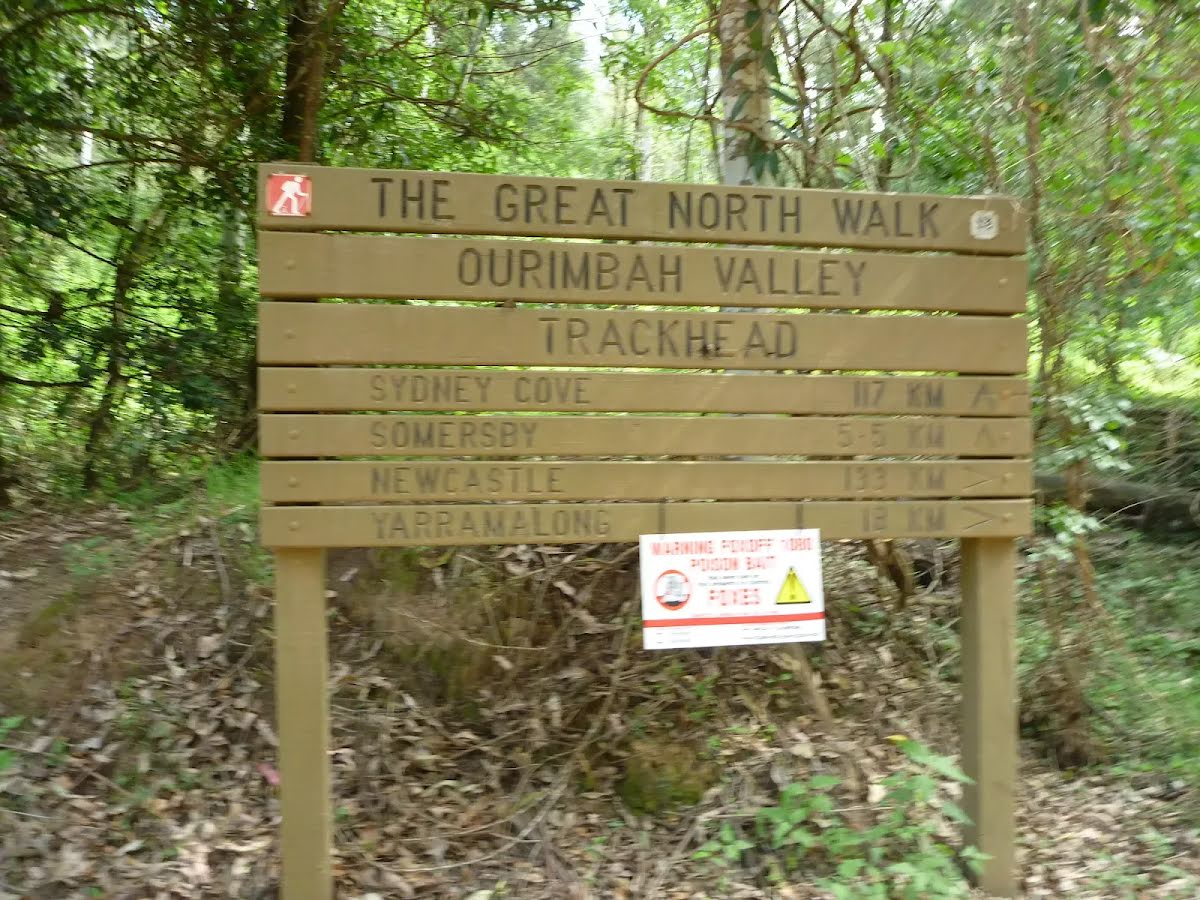 THE GREAT NORTH WALK
OURIMBAH VALLEY
TRACKHEAD
SYDNEY COVE 117 KM
SOMERSBY 5·5 KM
NEWCASTLE 133 KM
YARRAMALONG 18 KM
WARNING FOXOFF 1080
POISON BAIT
FOXES